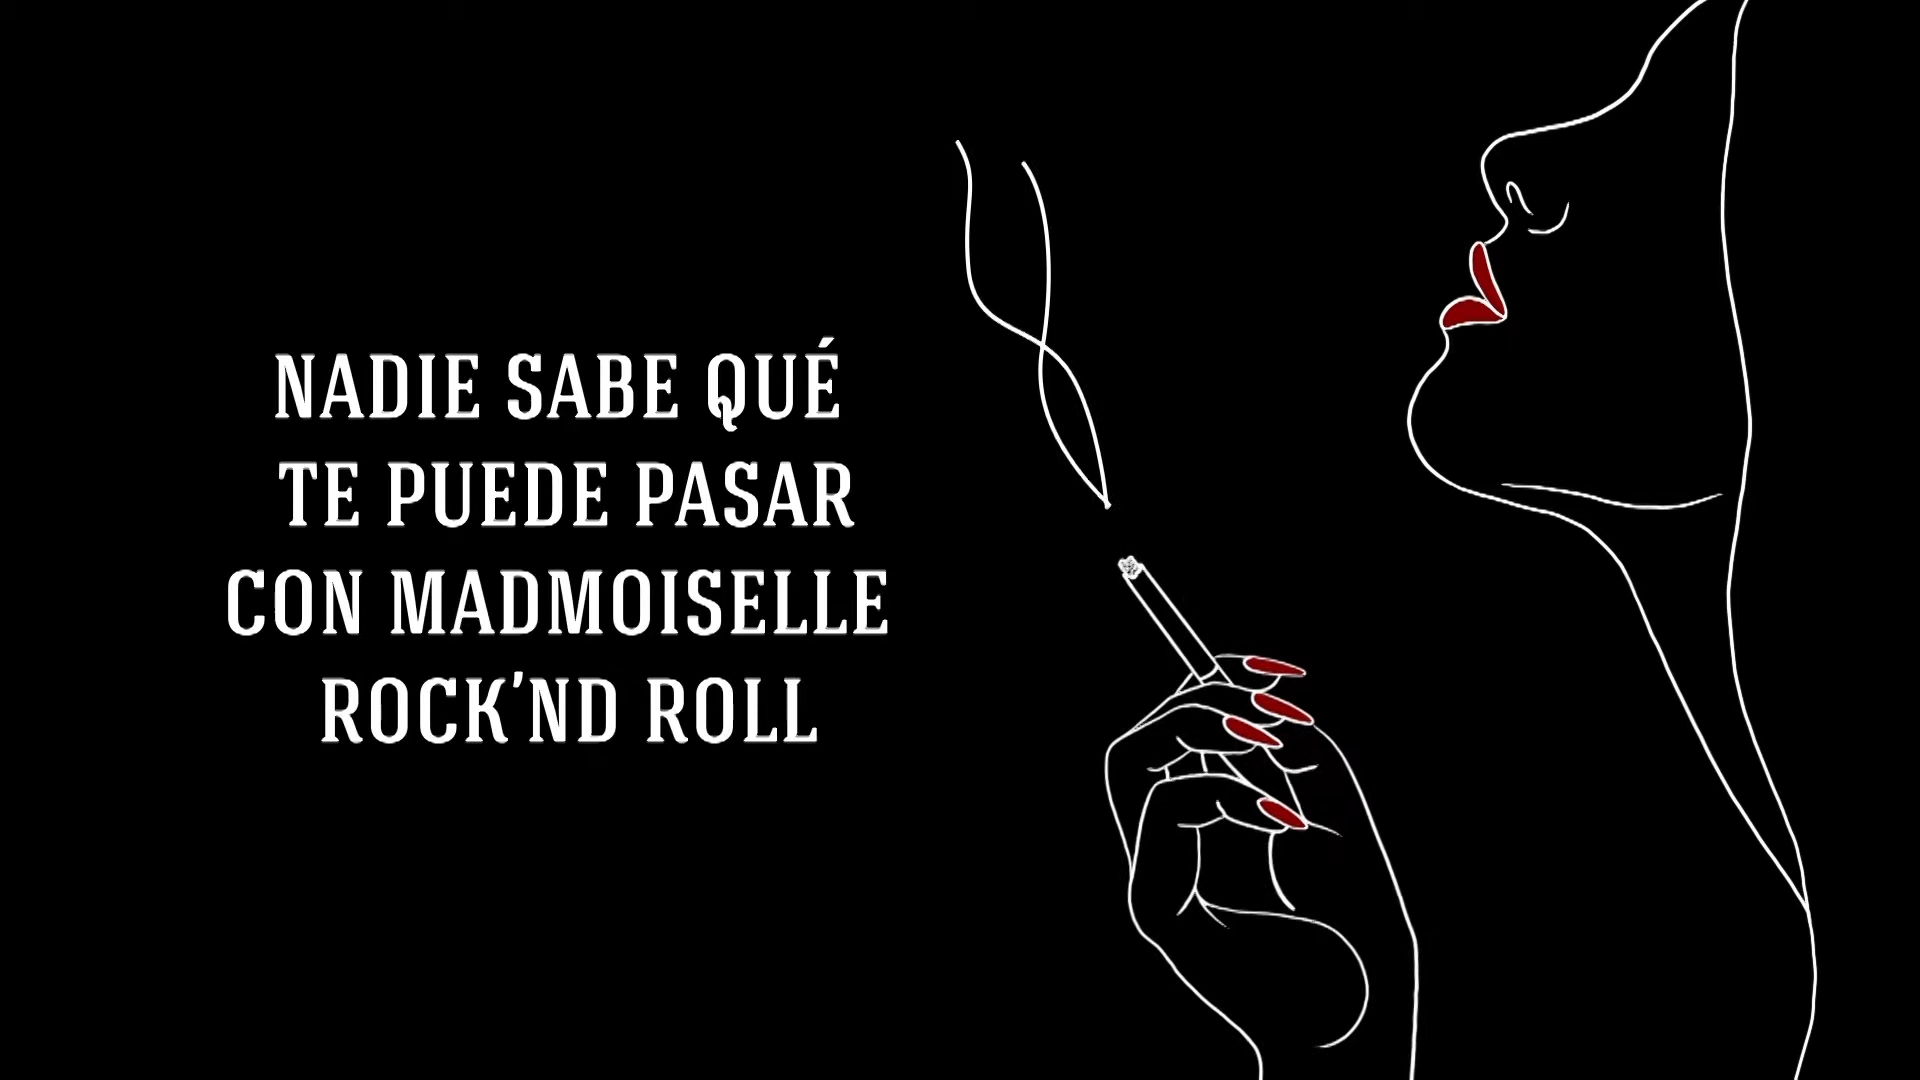 NADIE SABE QUÉ
TE PUEDE PASAR
CON MADMOISELLE
ROCK'ND ROLL